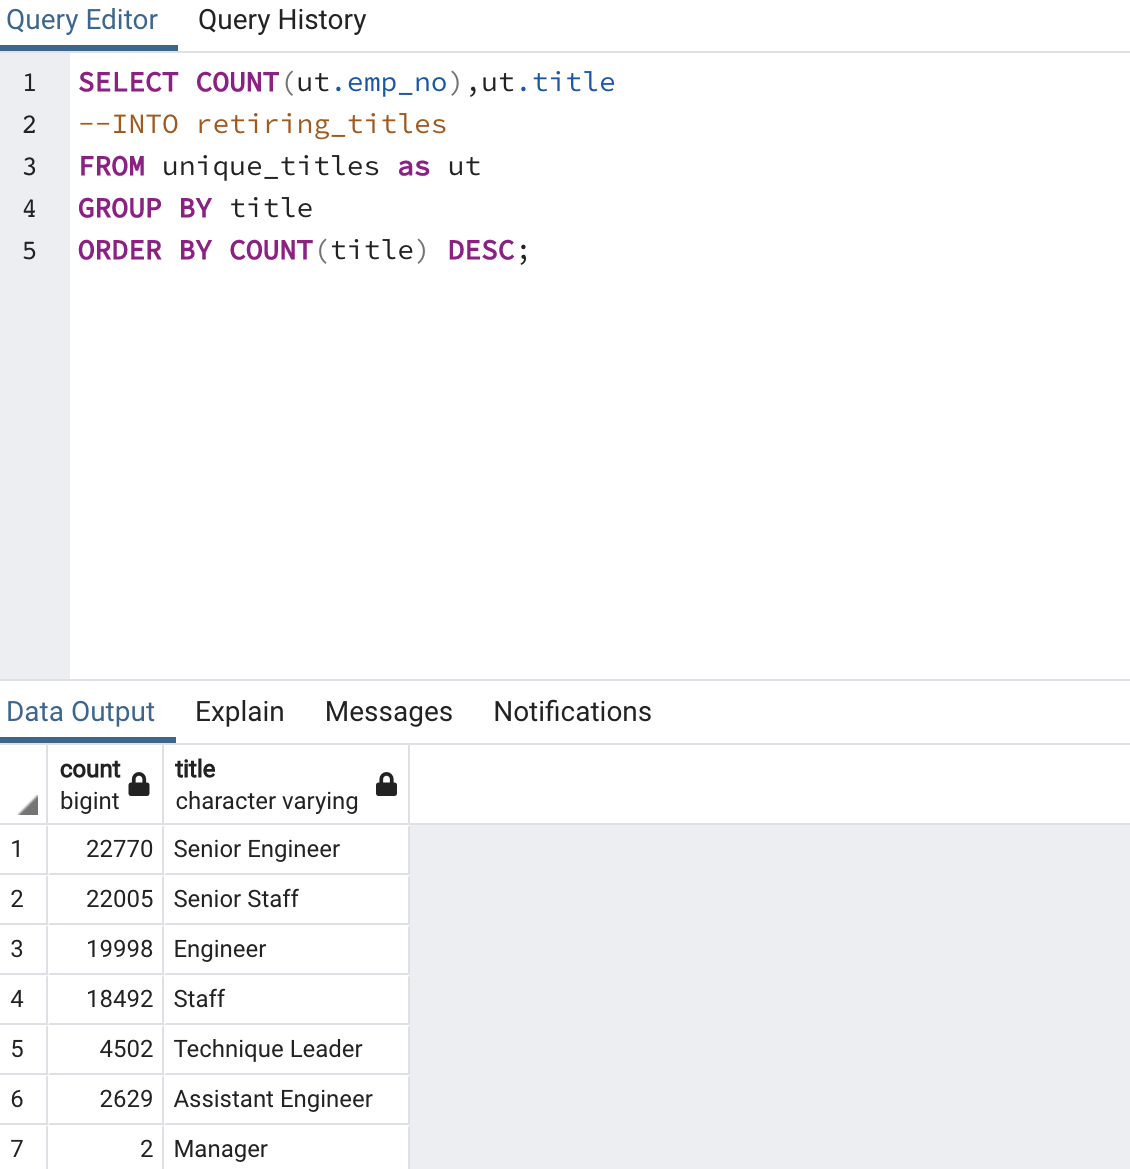 Query Editor Query History
1 SELECT COUNT(ut.emp_no),ut.title
2 --INTO retiring_titles
3 FROM unique_titles as ut
4 GROUP BY title
5 ORDER BY COUNT(title) DESC;
Data Output Explain Messages Notifications
count title
bigint character varying
1 22770 Senior Engineer
2 22005 Senior Staff
3 19998 Engineer
4 18492 Staff
5 4502 Technique Leader
6 2629 Assistant Engineer
7 2 Manager